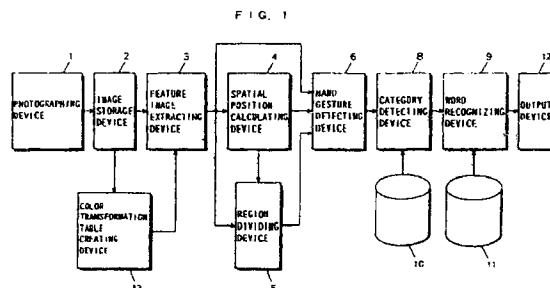 FIG. 1
1
2
3
4
6
8
9
12
PHOTOGRAPHING
DEVICE
IMAGE
STORAGE
DEVICE
FEATURE
IMAGE
EXTRACTING
DEVICE
SPATIAL
POSITION
CALCULATING
DEVICE
HAND
GESTURE
DETECTING
DEVICE
CATEGORY
DETECTING
DEVICE
WORD
RECOGNIZING
DEVICE
OUTPUT
DEVICE
COLOR
TRANSFORMATION
TABLE
CREATING
DEVICE
REGION
DIVIDING
DEVICE
10
11
13
5